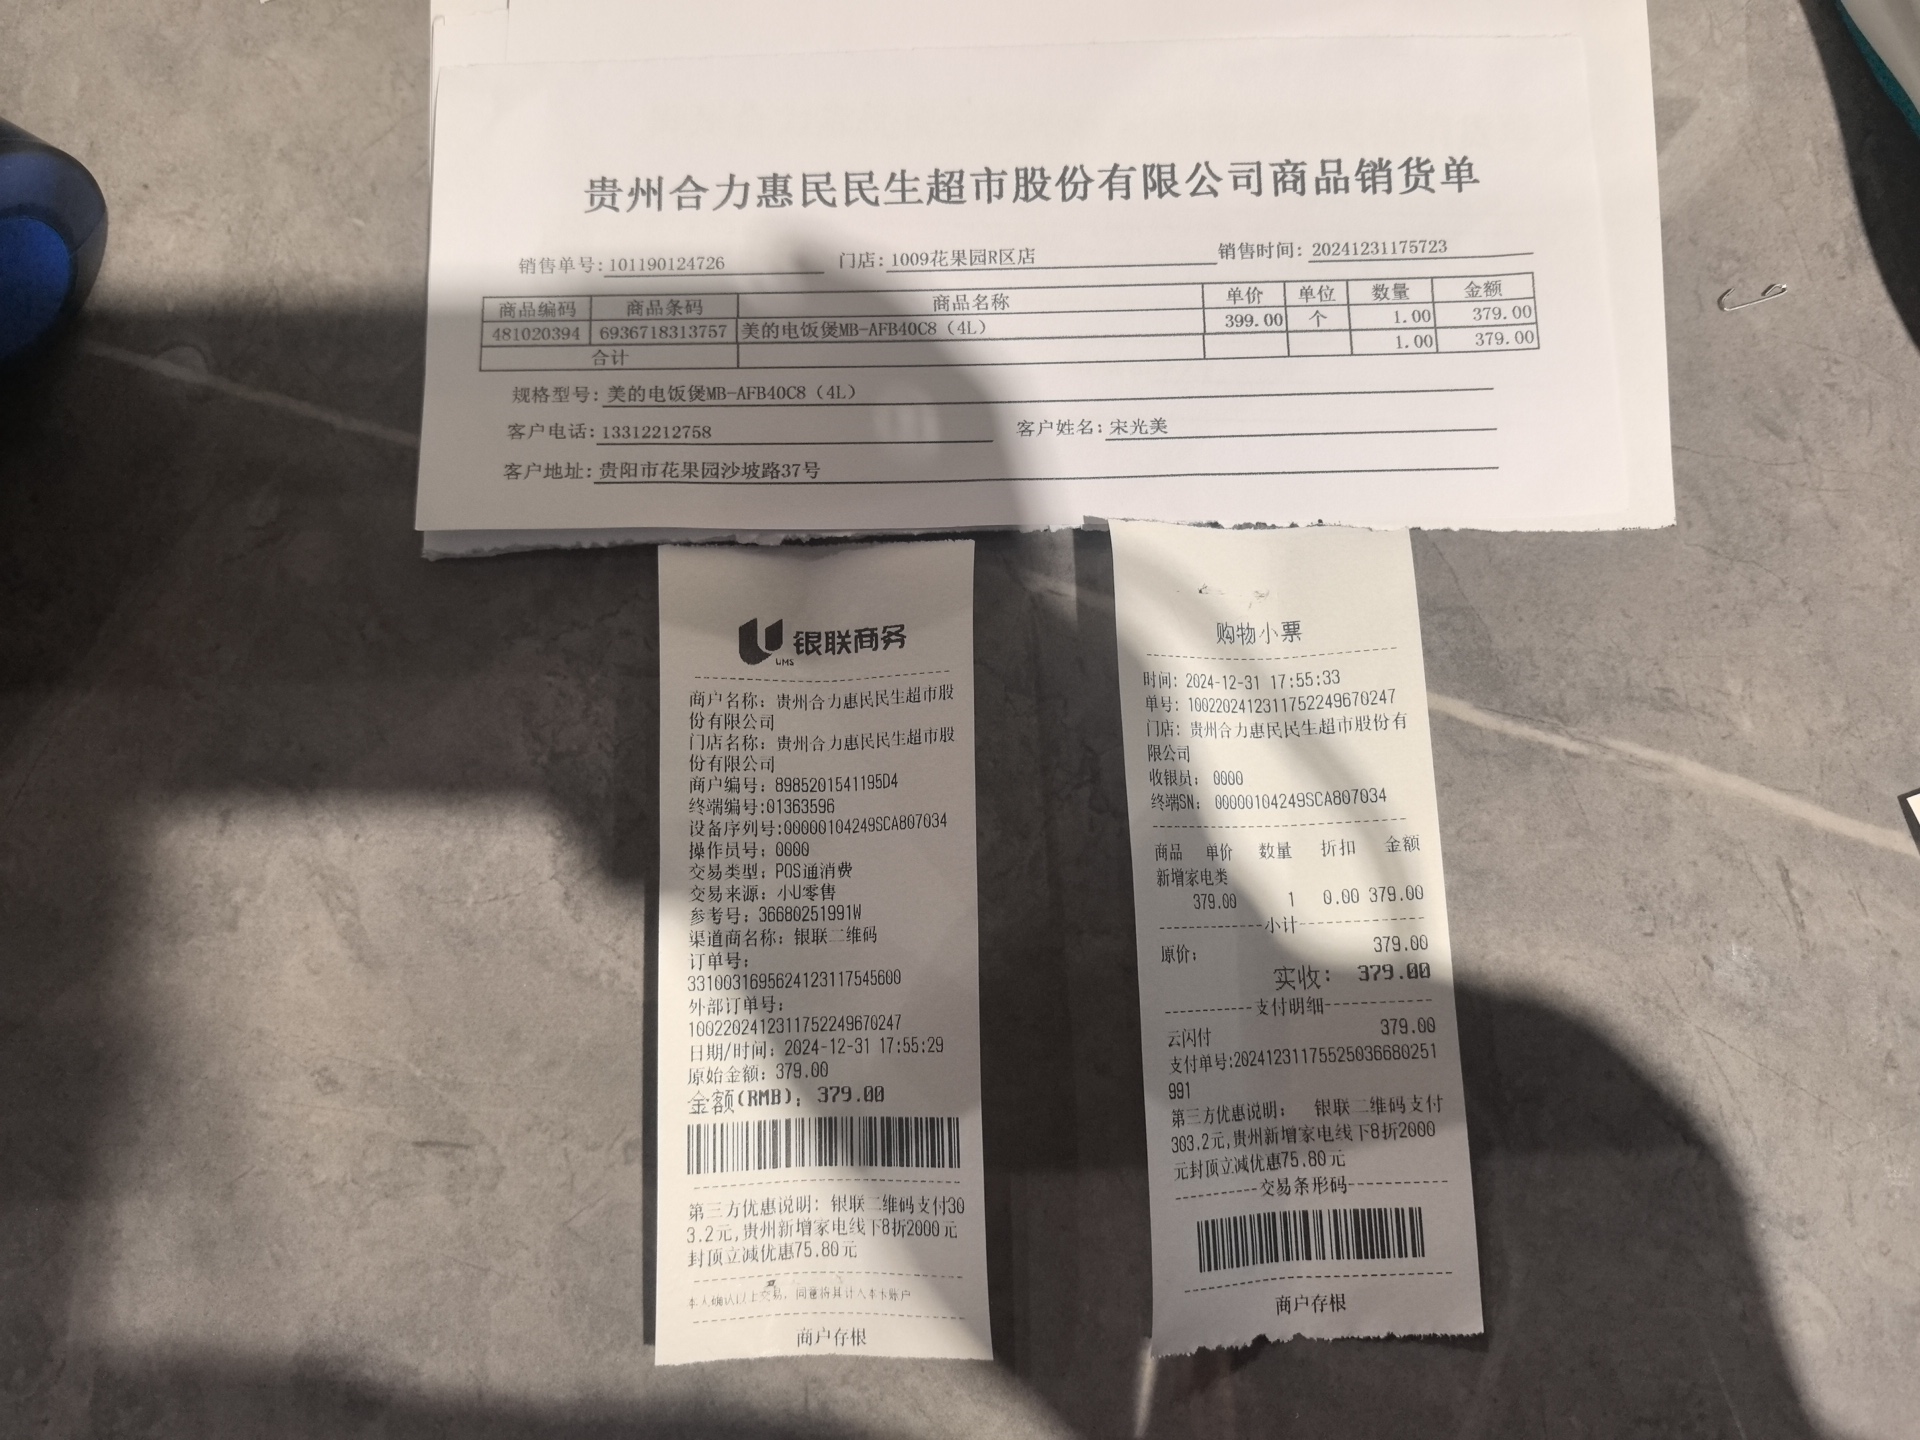 贵州合力惠民民生超市股份有限公司商品销货单
销售单号:101190124726 门店:1009花果园R区店 销售时间:20241231175723
商品编码 商品条码 商品名称 单价 单位 数量 金额
481020394 6936718313757 美的电饭煲MB-AFB40C8（4L） 399.00 个 1.00 379.00
合计 1.00 379.00
规格型号:美的电饭煲MB-AFB40C8（4L）
客户电话:13312212758 客户姓名:宋光美
客户地址:贵阳市花果园沙坡路37号
银联商务
UMS
商户名称: 贵州合力惠民民生超市股
份有限公司
门店名称: 贵州合力惠民民生超市股
份有限公司
商户编号: 8985201541195D4
终端编号:01363596
设备序列号:00000104249SCA807034
操作员号: 0000
交易类型: POS通消费
交易来源: 小U零售
参考号: 36680251991W
渠道商名称: 银联二维码
订单号:
3310031695624123117545600
外部订单号:
1002202412311752249670247
日期/时间: 2024-12-31 17:55:29
原始金额: 379.00
金额(RMB): 379.00
第三方优惠说明: 银联二维码支付30
3.2元,贵州新增家电线下8折2000元
封顶立减优惠75.80元
本人确认以上交易, 同意将其计入本卡账户
商户存根
购物小票
时间: 2024-12-31 17:55:33
单号: 1002202412311752249670247
门店: 贵州合力惠民民生超市股份有
限公司
收银员: 0000
终端SN: 00000104249SCA807034
商品 单价 数量 折扣 金额
新增家电类
379.00 1 0.00 379.00
小计
原价: 379.00
实收: 379.00
支付明细
云闪付 379.00
支付单号:20241231175525036680251
991
第三方优惠说明: 银联二维码支付
303.2元,贵州新增家电线下8折2000
元封顶立减优惠75.80元
交易条形码
商户存根